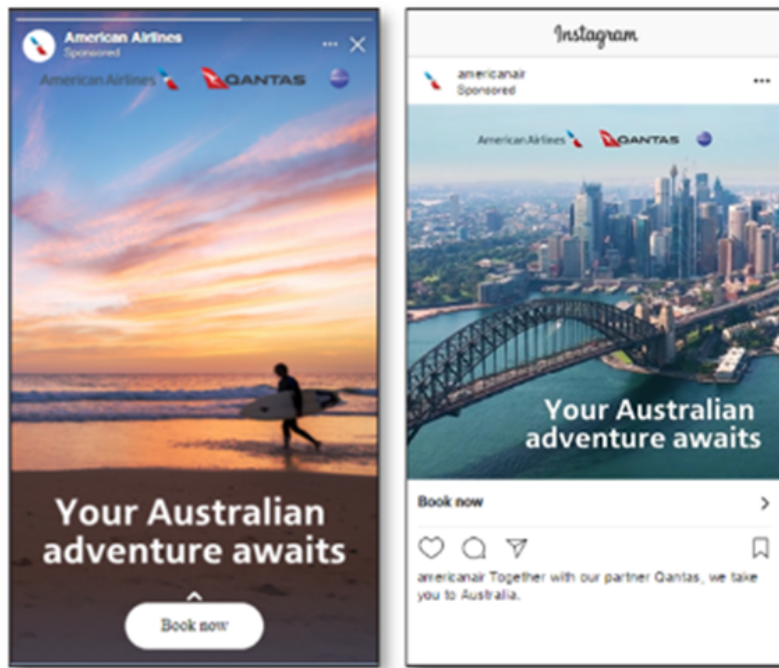 American Airlines
Sponsored
American Airlines QANTAS
Your Australian
adventure awaits
Book now
Instagram
americanair
Sponsored
American Airlines QANTAS
Your Australian
adventure awaits
Book now
americanair Together with our partner Qantas, we take
you to Australia.